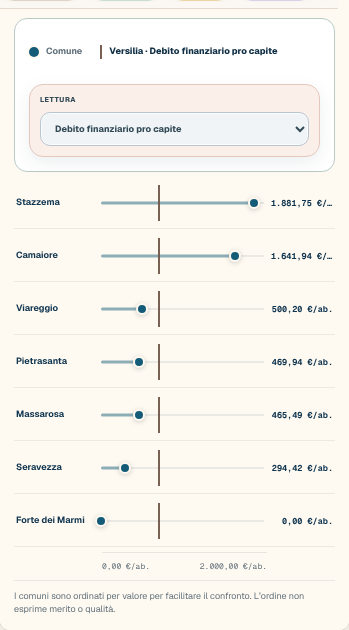 Comune
Versilia · Debito finanziario pro capite
LETTURA
Debito finanziario pro capite
Stazzema 1.881,75 €/…
Camaiore 1.641,94 €/…
Viareggio 500,20 €/ab.
Pietrasanta 469,94 €/ab.
Massarosa 465,49 €/ab.
Seravezza 294,42 €/ab.
Forte dei Marmi 0,00 €/ab.
0,00 €/ab. 2.000,00 €/ab.
I comuni sono ordinati per valore per facilitare il confronto. L'ordine non
esprime merito o qualità.